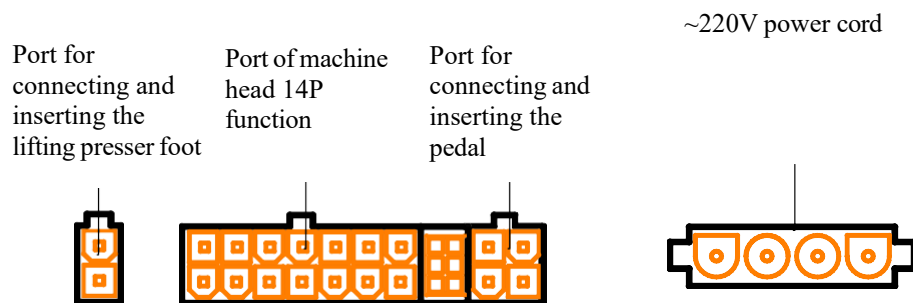 ~220V power cord
Port for
connecting and
inserting the
lifting presser foot
Port of machine
head 14P
function
Port for
connecting and
inserting the
pedal